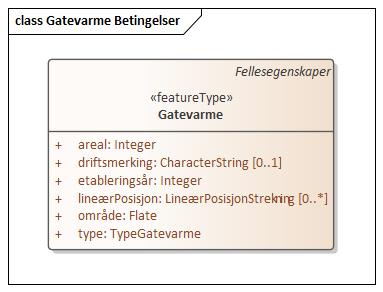 class Gatevarme Betingelser
Fellesegenskaper
«featureType»
Gatevarme
+ areal: Integer
+ driftsmerking: CharacterString [0..1]
+ etableringsår: Integer
+ lineærPosisjon: LineærPosisjonStrekning [0..*]
+ område: Flate
+ type: TypeGatevarme